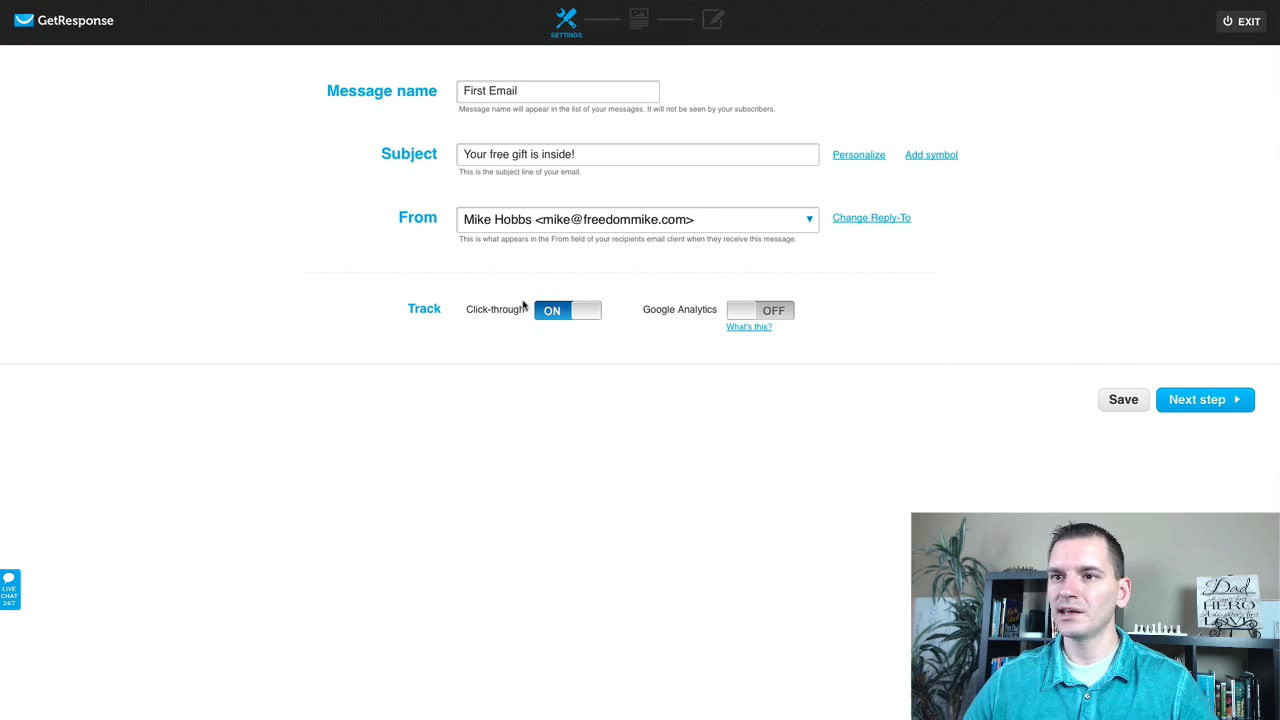 GetResponse
SETTINGS
EXIT
Message name
First Email
Message name will appear in the list of your messages. It will not be seen by your subscribers.
Subject
Your free gift is inside!
Personalize
Add symbol
This is the subject line of your email.
From
Mike Hobbs <mike@freedommike.com>
Change Reply-To
This is what appears in the From field of your recipients email client when they receive this message.
Track
Click-through
ON
Google Analytics
OFF
What's this?
Save
Next step
LIVE
CHAT
24/7
Dad
HERO
LOVE